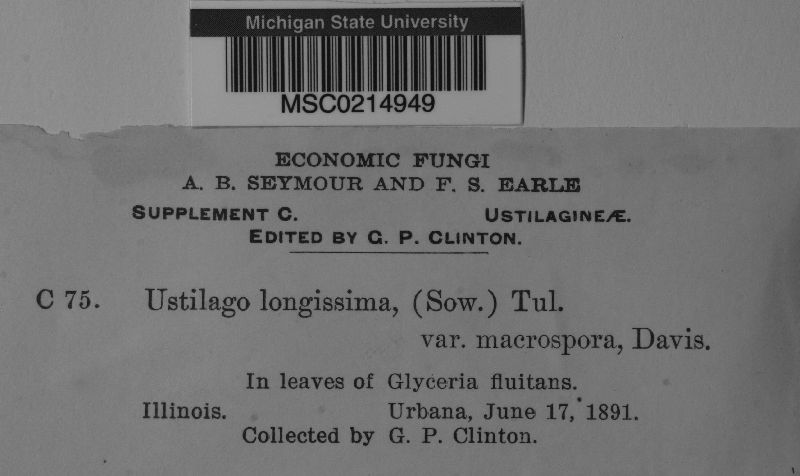 Michigan State University
MSC0214949
ECONOMIC FUNGI
A. B. SEYMOUR AND F. S. EARLE
SUPPLEMENT C. USTILAGINEÆ.
EDITED BY G. P. CLINTON.
C 75. Ustilago longissima, (Sow.) Tul.
var. macrospora, Davis.
In leaves of Glyceria fluitans.
Illinois. Urbana, June 17, 1891.
Collected by G. P. Clinton.